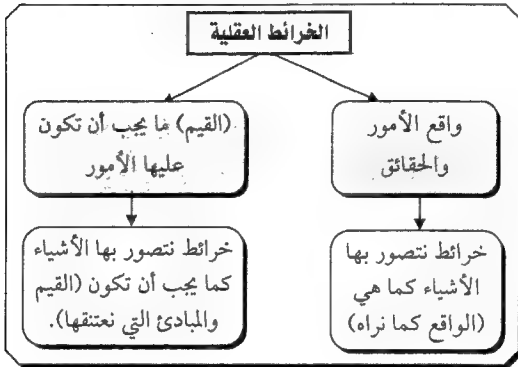 الخرائط العقلية
واقع الأمور
والحقائق
(القيم) ما يجب أن تكون
عليها الأمور
خرائط نتصور بها
الأشياء كما هي
(الواقع كما نراه)
خرائط نتصور بها الأشياء
كما يجب أن تكون (القيم
والمبادئ التي نعتنقها).